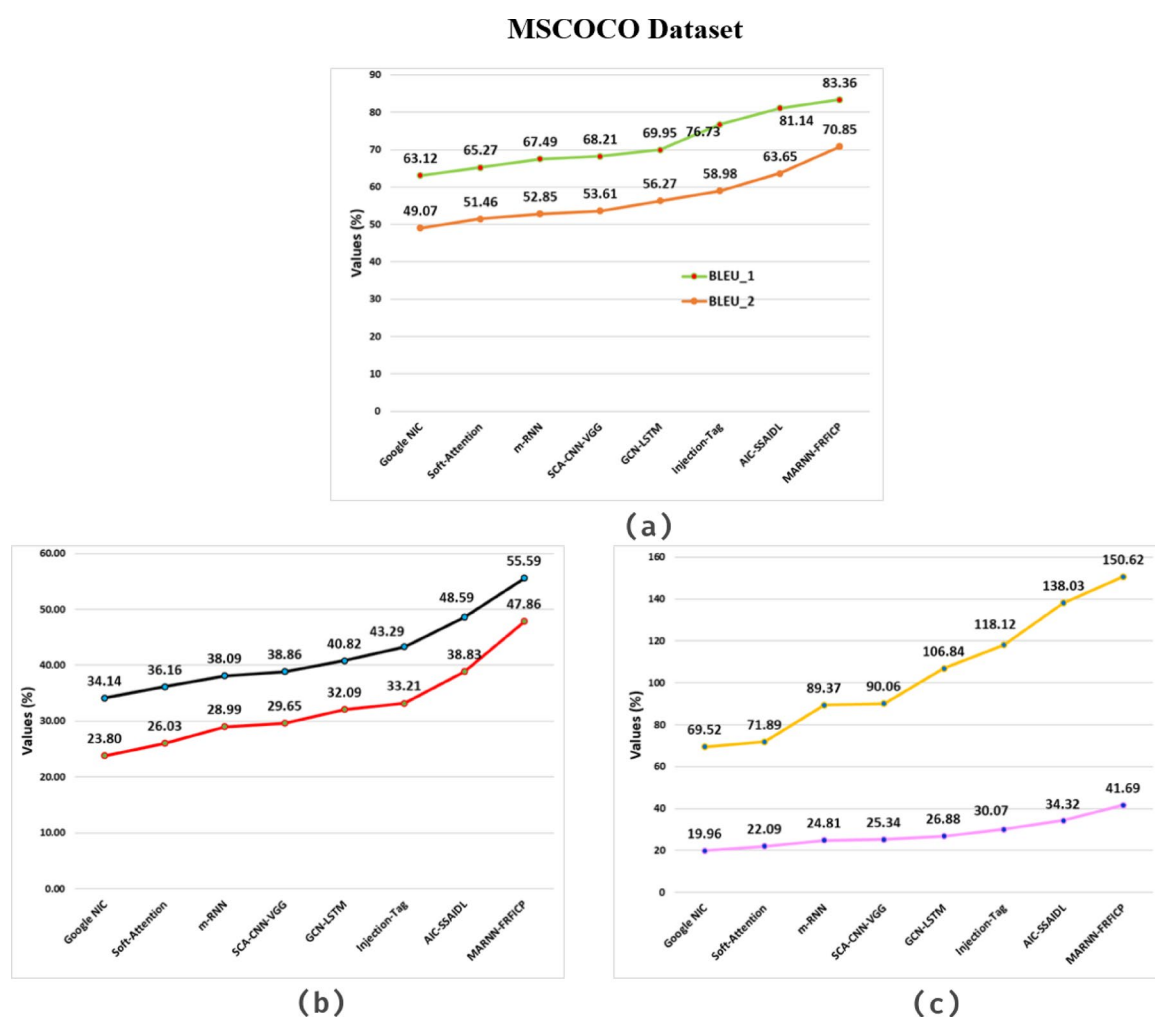 MSCOCO Dataset
90
80
70
60
50
40
30
20
10
0
Values (%)
63.12 65.27 67.49 68.21 69.95 76.73 81.14 83.36
49.07 51.46 52.85 53.61 56.27 58.98 63.65 70.85
BLEU_1
BLEU_2
Google NIC Soft-Attention m-RNN SCA-CNN-VGG GCN-LSTM Injection-Tag AIC-SSAIDL MARNN-FRFICP
(a)
60.00
50.00
40.00
30.00
20.00
10.00
0.00
Values (%)
34.14 36.16 38.09 38.86 40.82 43.29 48.59 55.59
23.80 26.03 28.99 29.65 32.09 33.21 38.83 47.86
Google NIC Soft-Attention m-RNN SCA-CNN-VGG GCN-LSTM Injection-Tag AIC-SSAIDL MARNN-FRFICP
(b)
160
140
120
100
80
60
40
20
0
Values (%)
69.52 71.89 89.37 90.06 106.84 118.12 138.03 150.62
19.96 22.09 24.81 25.34 26.88 30.07 34.32 41.69
Google NIC Soft-Attention m-RNN SCA-CNN-VGG GCN-LSTM Injection-Tag AIC-SSAIDL MARNN-FRFICP
(c)